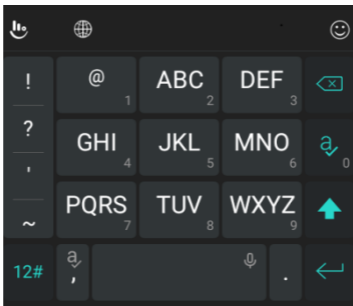 ! @ 1 ABC 2 DEF 3
? GHI 4 JKL 5 MNO 6 a 0
' PQRS 7 TUV 8 WXYZ 9
~
12# a , .